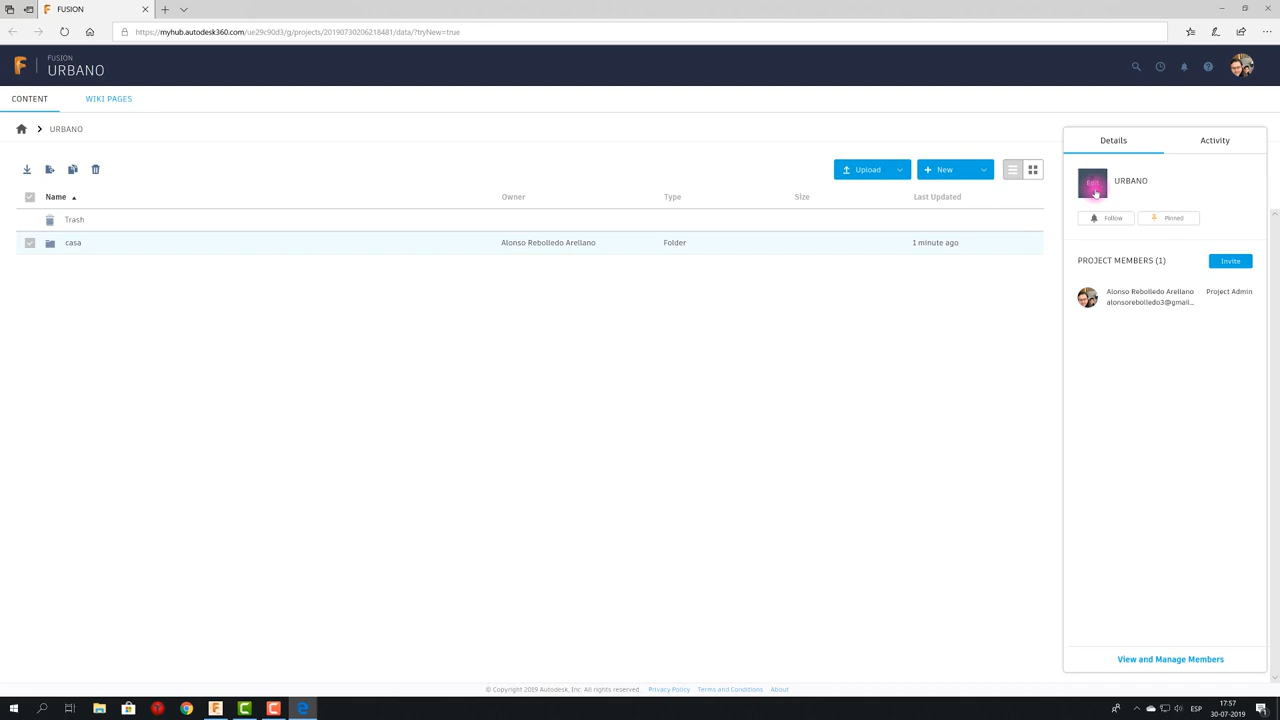 FUSION
https://myhub.autodesk360.com/ue29c90d3/g/projects/20190730206218481/data/?tryNew=true
FUSION
URBANO
CONTENT
WIKI PAGES
URBANO
Upload
New
Name
Owner
Type
Size
Last Updated
Trash
casa
Alonso Rebolledo Arellano
Folder
1 minute ago
Details
Activity
Edit
URBANO
Follow
Pinned
PROJECT MEMBERS (1)
Invite
Alonso Rebolledo Arellano
Project Admin
alonsorebolledo3@gmail...
View and Manage Members
© Copyright 2019 Autodesk, Inc. All rights reserved.
Privacy Policy
Terms and Conditions
About
ESP
17:57
30-07-2019